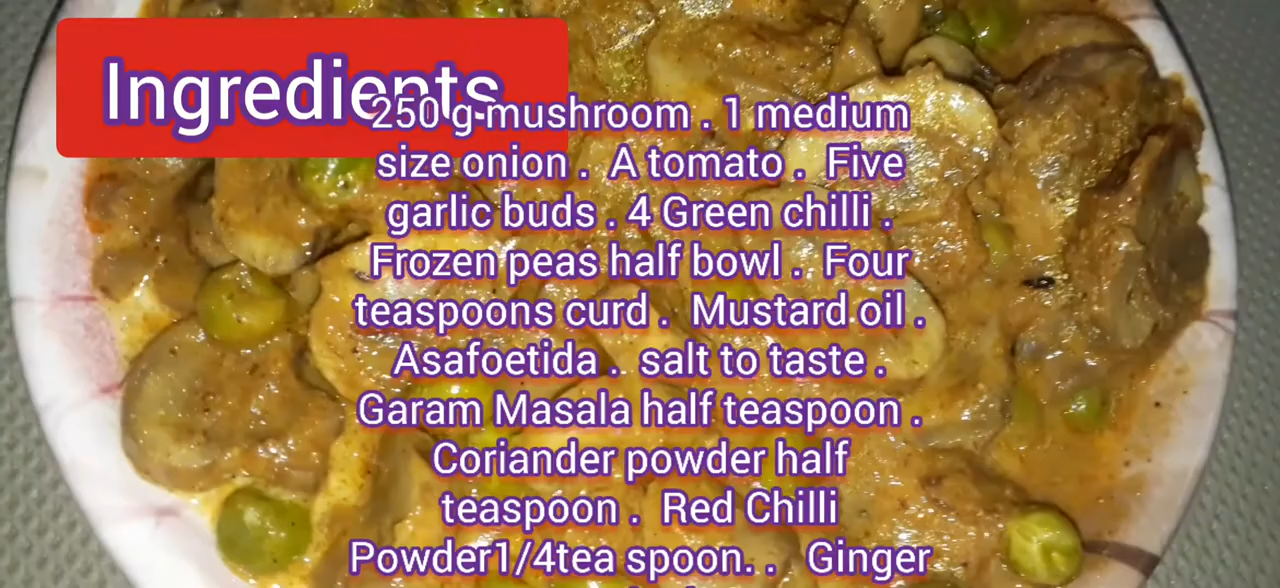 Ingredients
250 g mushroom . 1 medium
size onion . A tomato . Five
garlic buds . 4 Green chilli .
Frozen peas half bowl . Four
teaspoons curd . Mustard oil .
Asafoetida . salt to taste .
Garam Masala half teaspoon .
Coriander powder half
teaspoon . Red Chilli
Powder1/4tea spoon. . Ginger